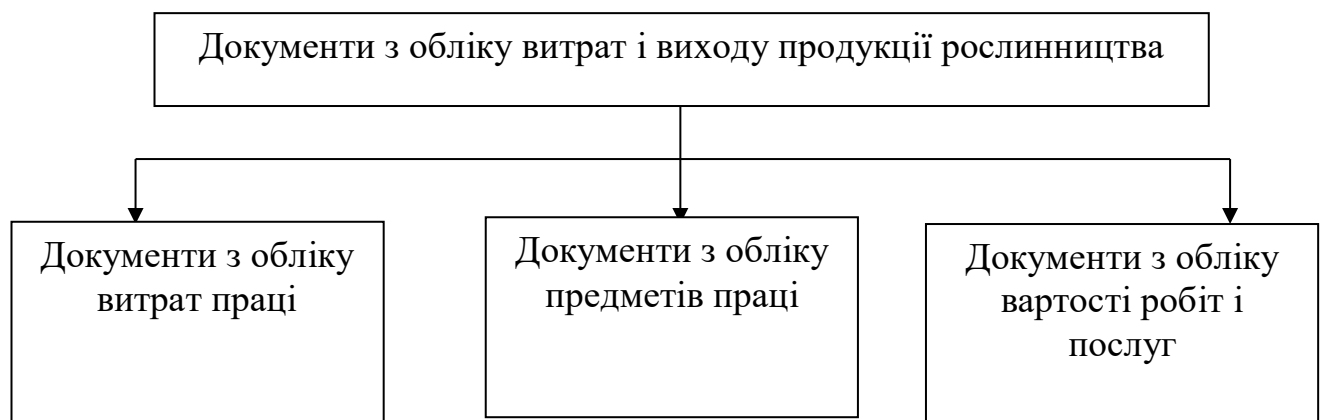 Документи з обліку витрат і виходу продукції рослинництва
Документи з обліку
витрат праці
Документи з обліку
предметів праці
Документи з обліку
вартості робіт і
послуг